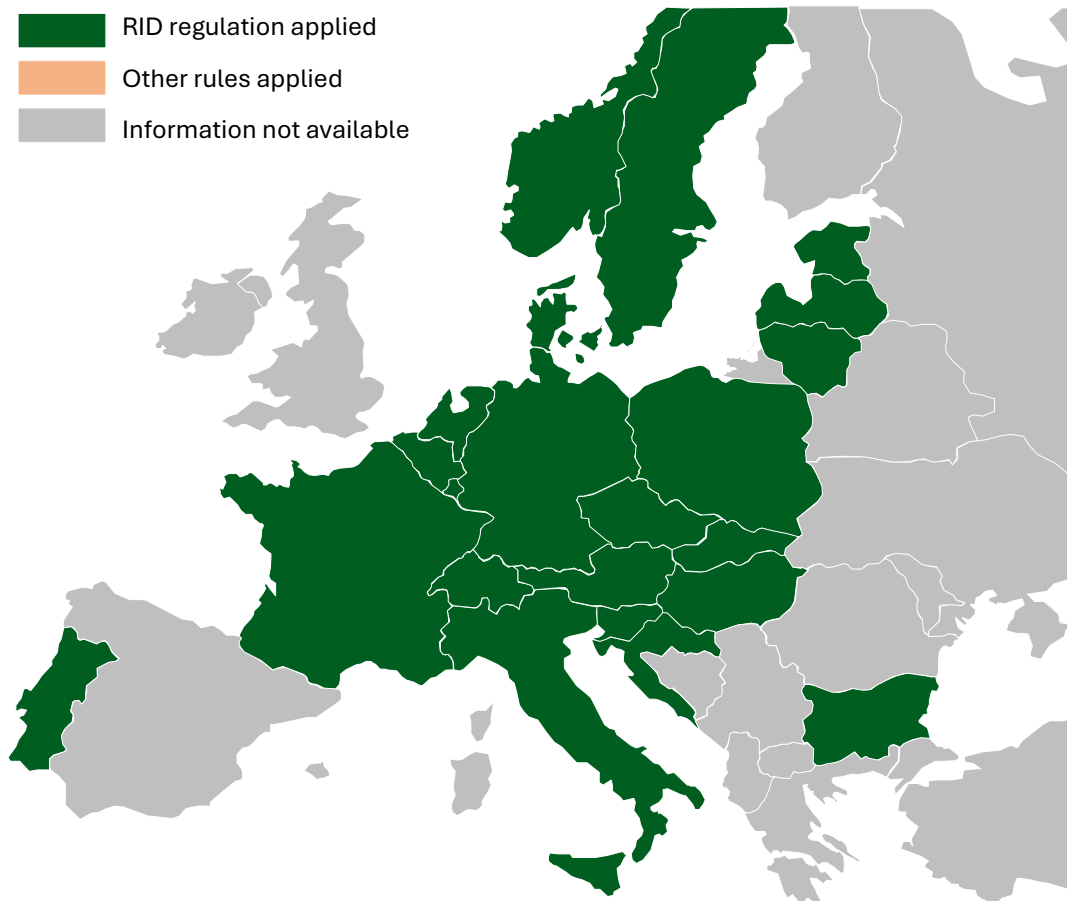 RID regulation applied
Other rules applied
Information not available